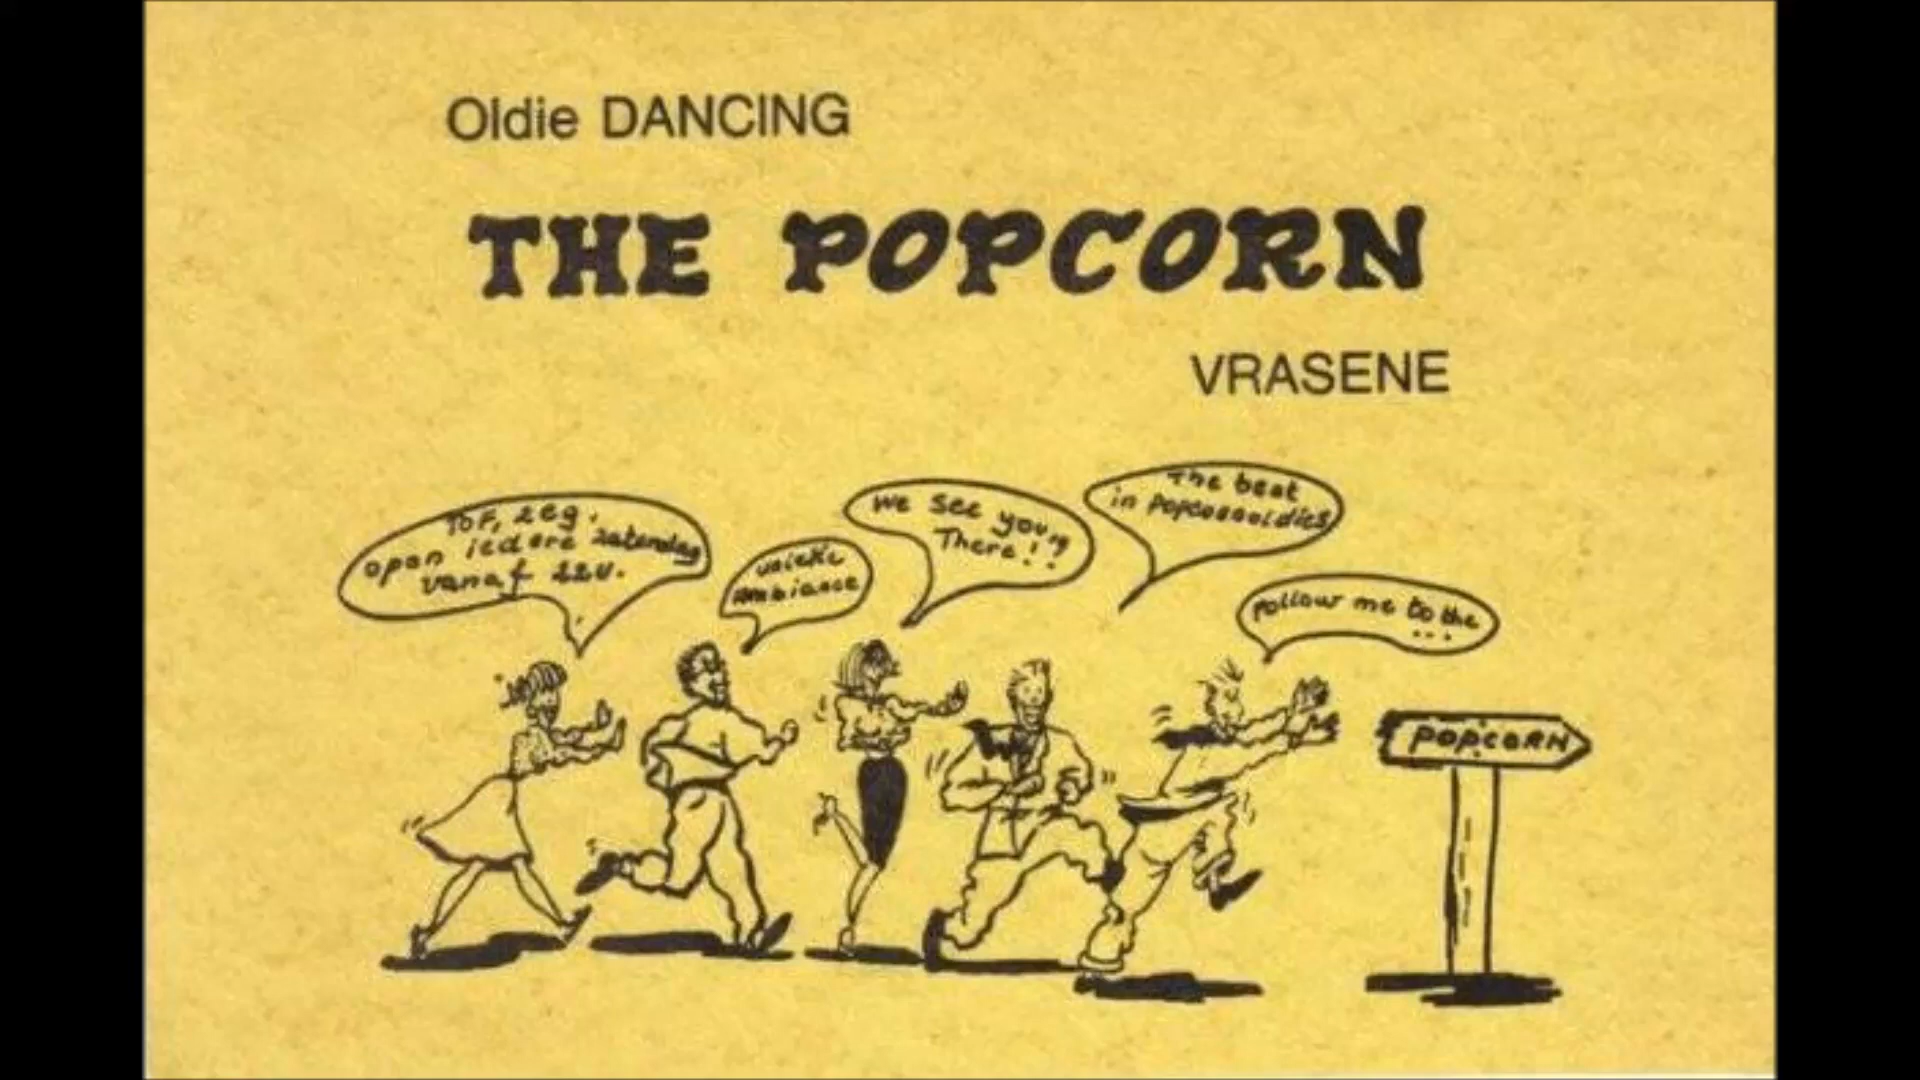 Oldie DANCING
THE POPCORN
VRASENE
TOF, zeg.
open iedere zaterdag
vanaf 22u.
unieke
ambiance
We see you
There!!
The best
in popcornoldies
Follow me to the
...
POPCORN